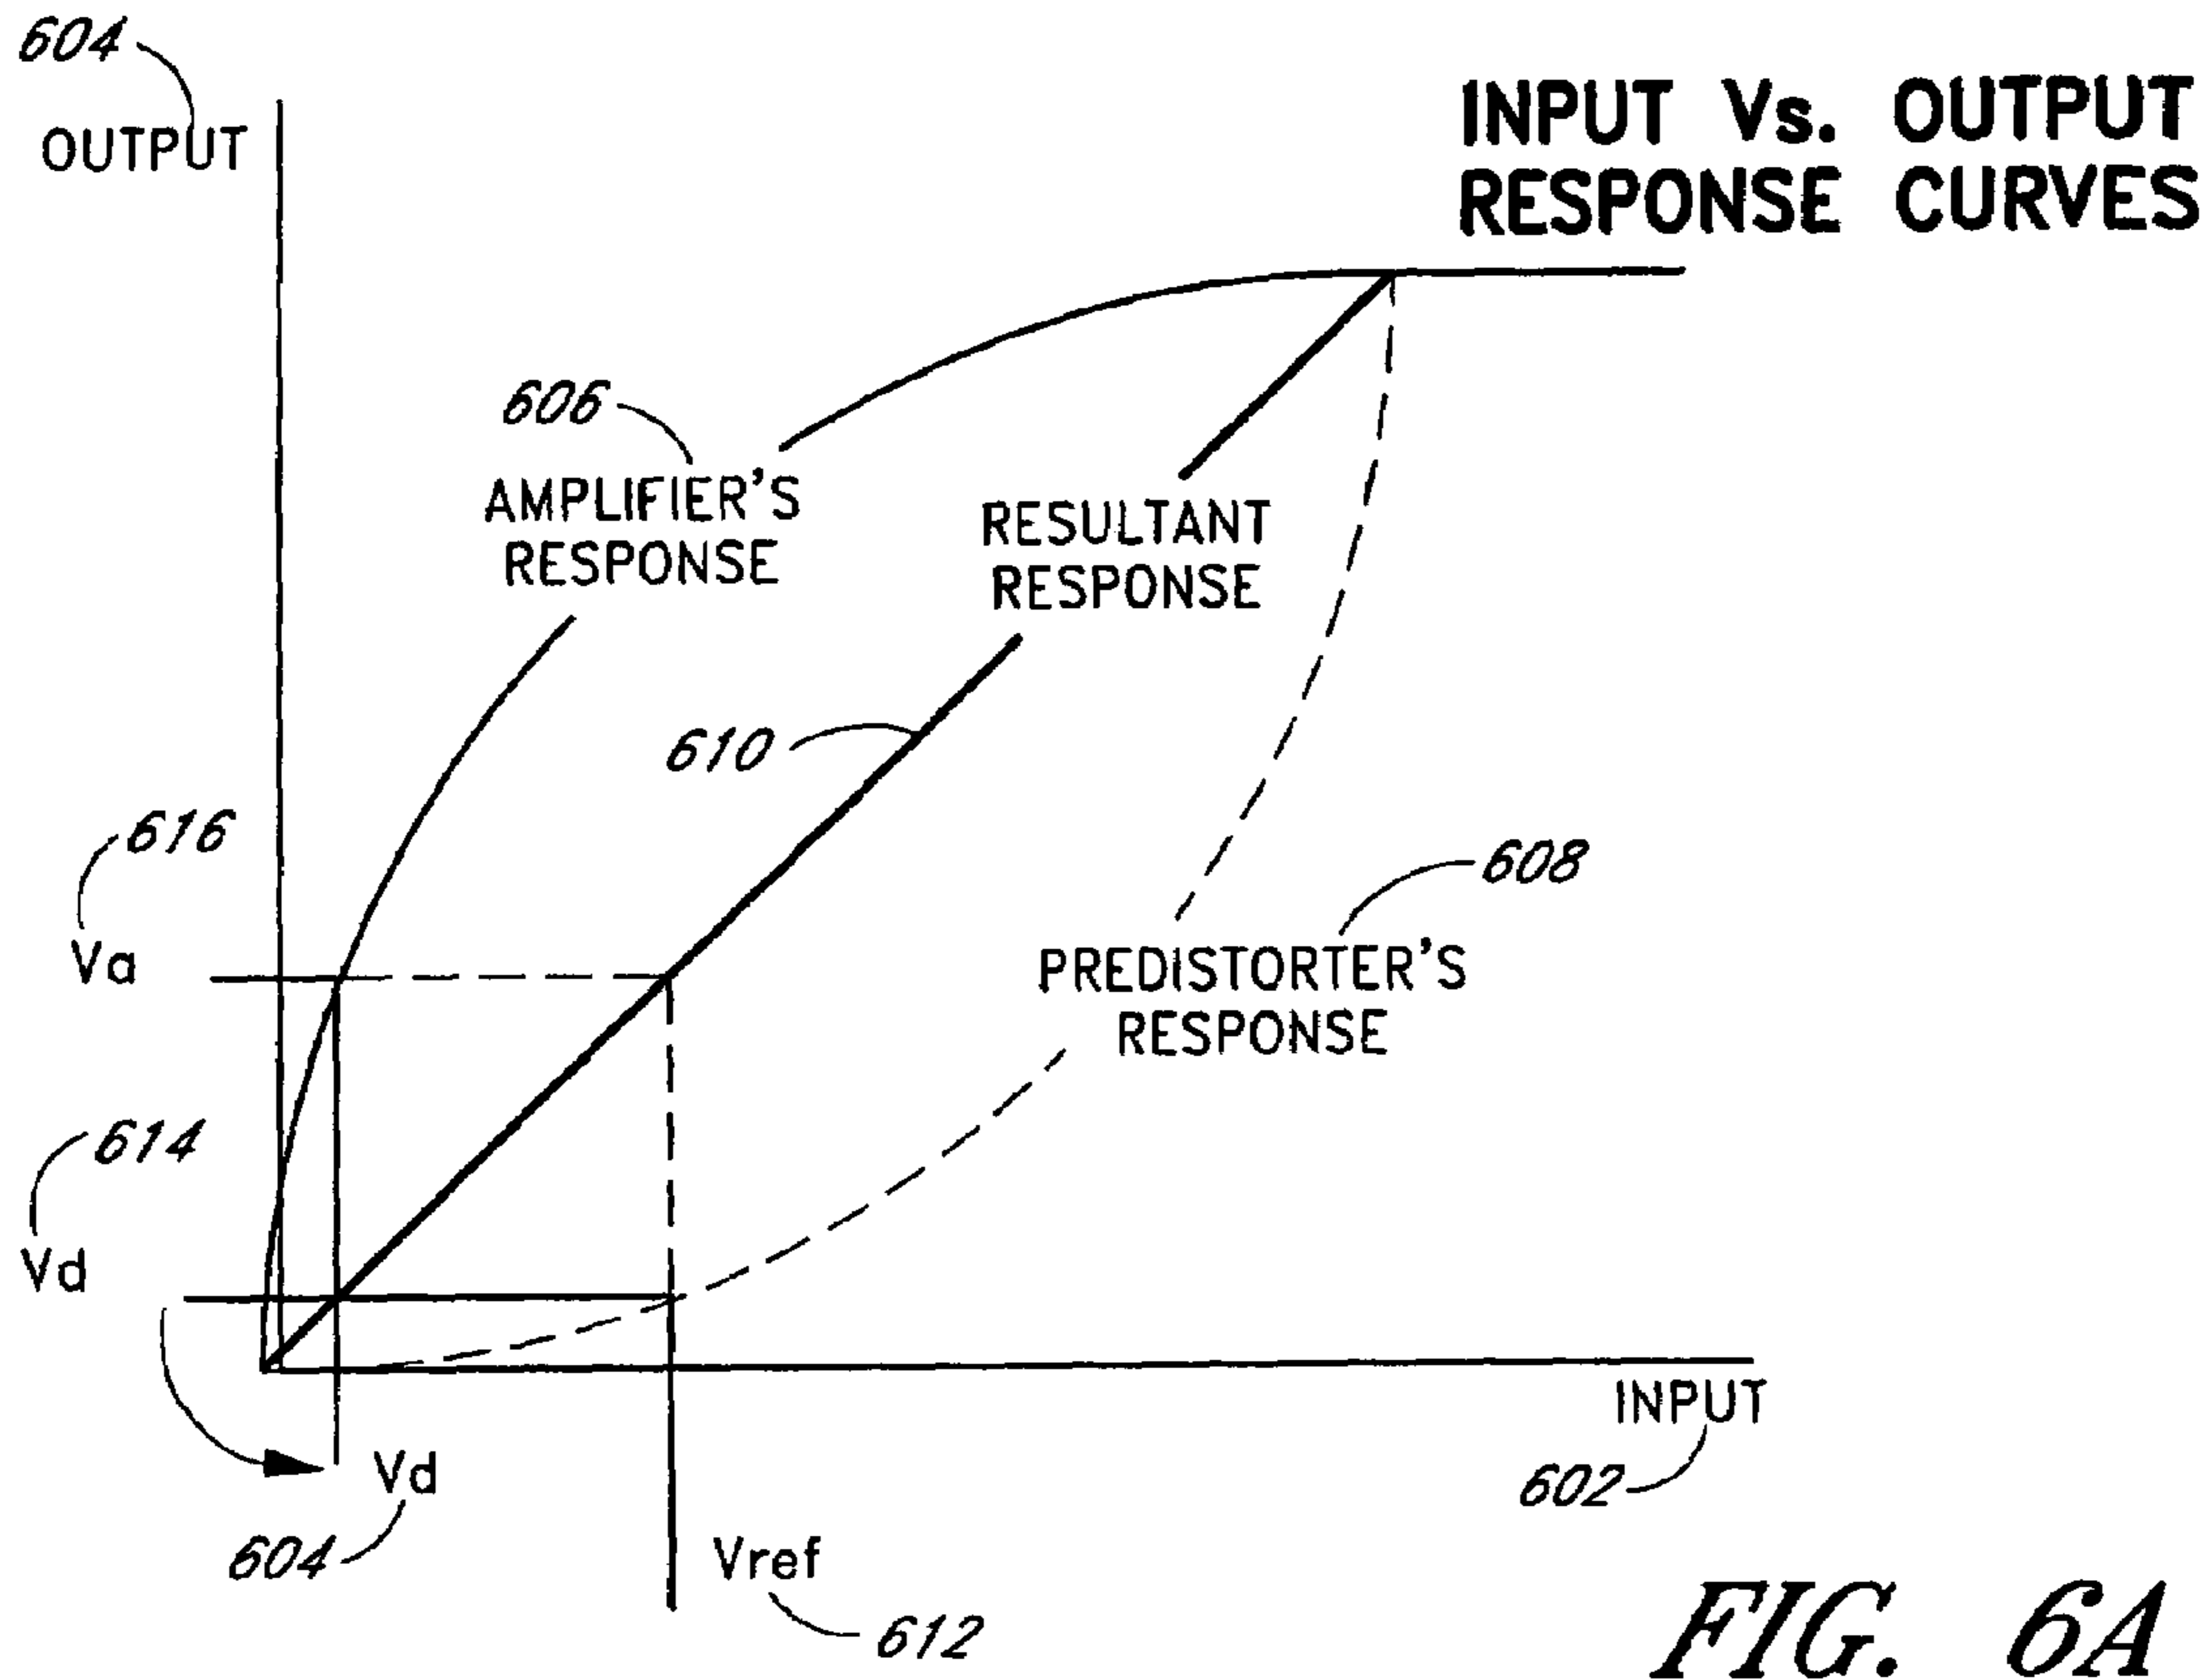 604
OUTPUT
INPUT Vs. OUTPUT
RESPONSE CURVES
606
AMPLIFIER'S
RESPONSE
RESULTANT
RESPONSE
610
616
Va
608
PREDISTORTER'S
RESPONSE
614
Vd
INPUT
602
Vd
604
Vref
612
FIG. 6A